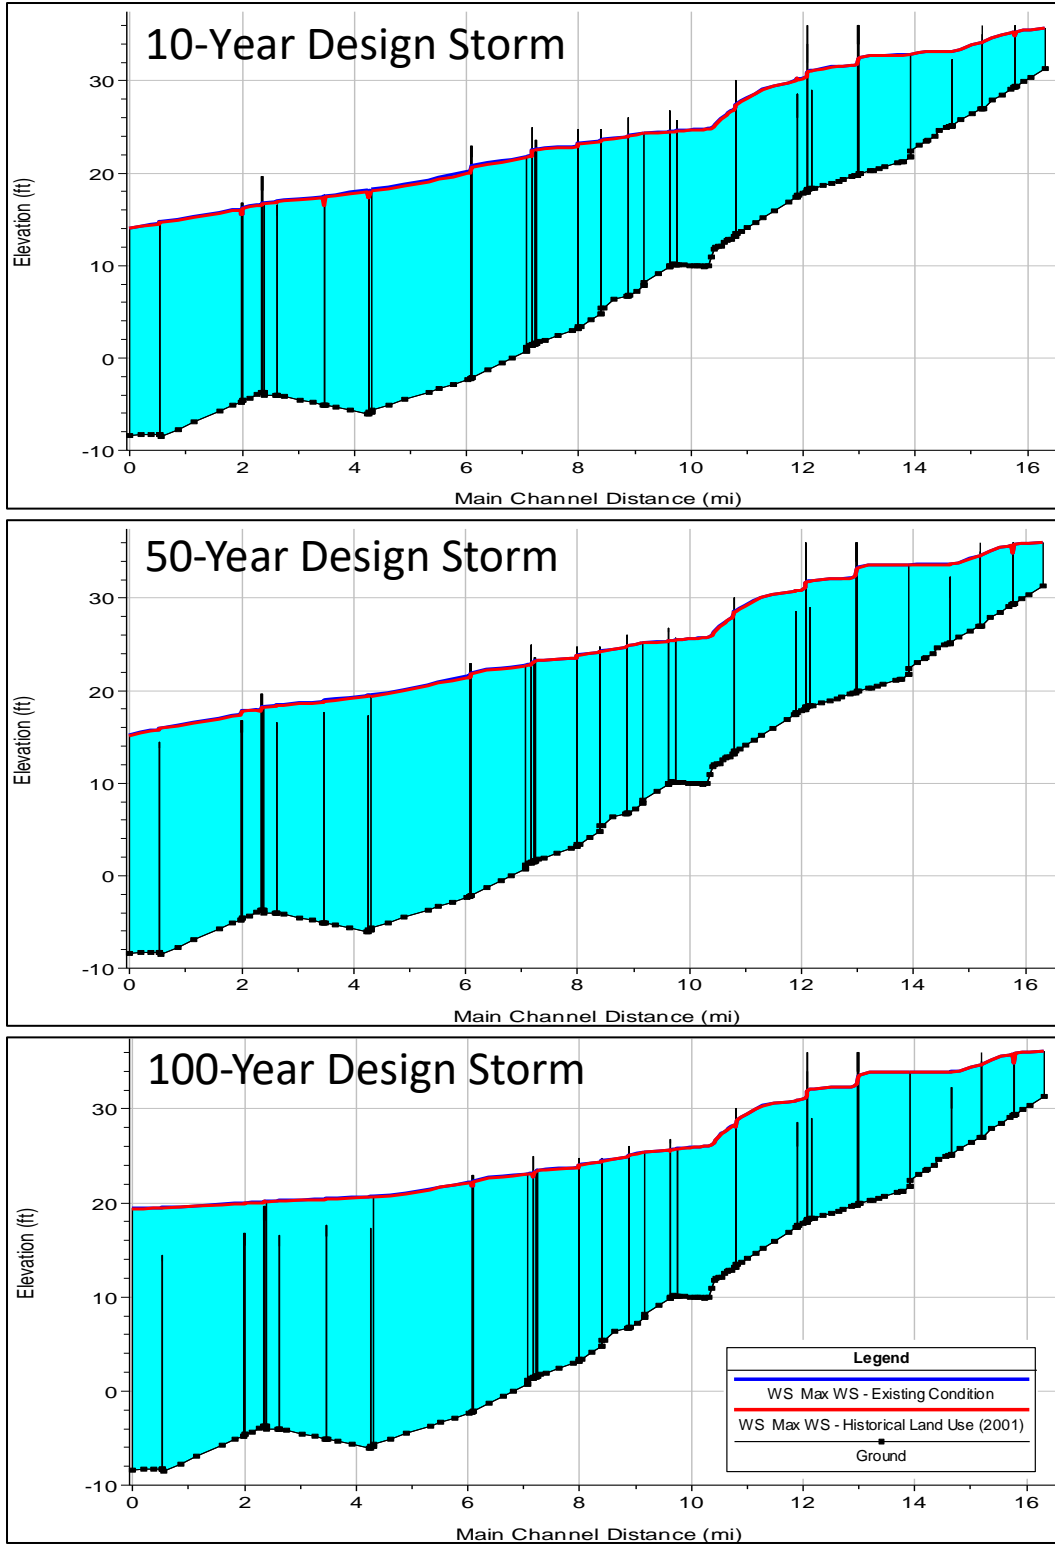 10-Year Design Storm
30
20
10
0
-10
Elevation (ft)
0 2 4 6 8 10 12 14 16
Main Channel Distance (mi)
50-Year Design Storm
30
20
10
0
-10
Elevation (ft)
0 2 4 6 8 10 12 14 16
Main Channel Distance (mi)
100-Year Design Storm
30
20
10
0
-10
Elevation (ft)
0 2 4 6 8 10 12 14 16
Main Channel Distance (mi)
Legend
WS Max WS - Existing Condition
WS Max WS - Historical Land Use (2001)
Ground